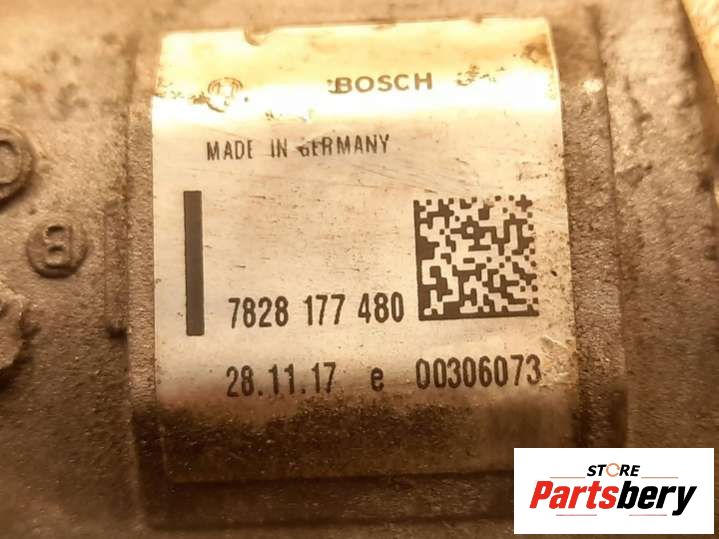 BOSCH
MADE IN GERMANY
7828 177 480
28.11.17 e 00306073
B
STORE
Partsbery